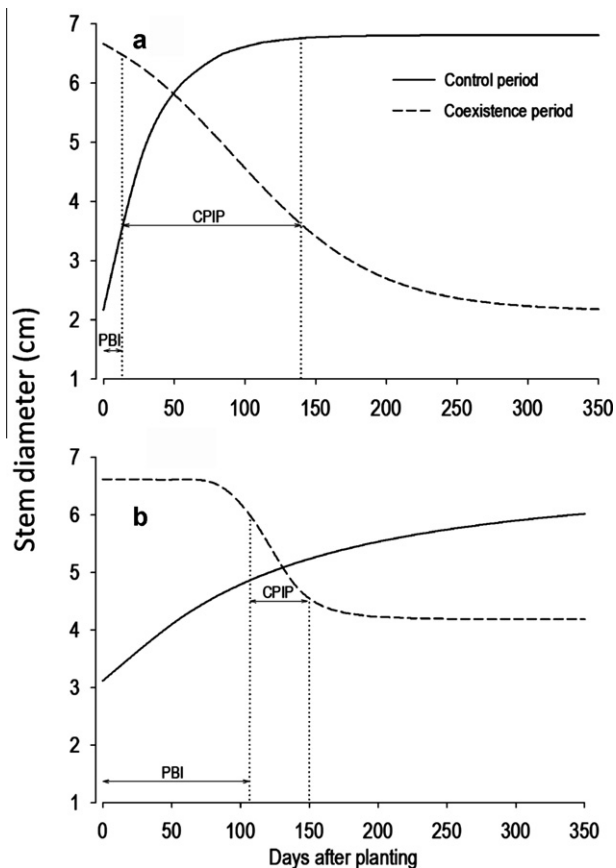 Stem diameter (cm)
7
6
5
4
3
2
1
a
Control period
Coexistence period
CPIP
PBI
0 50 100 150 200 250 300 350
7
6
5
4
3
2
1
b
CPIP
PBI
0 50 100 150 200 250 300 350
Days after planting